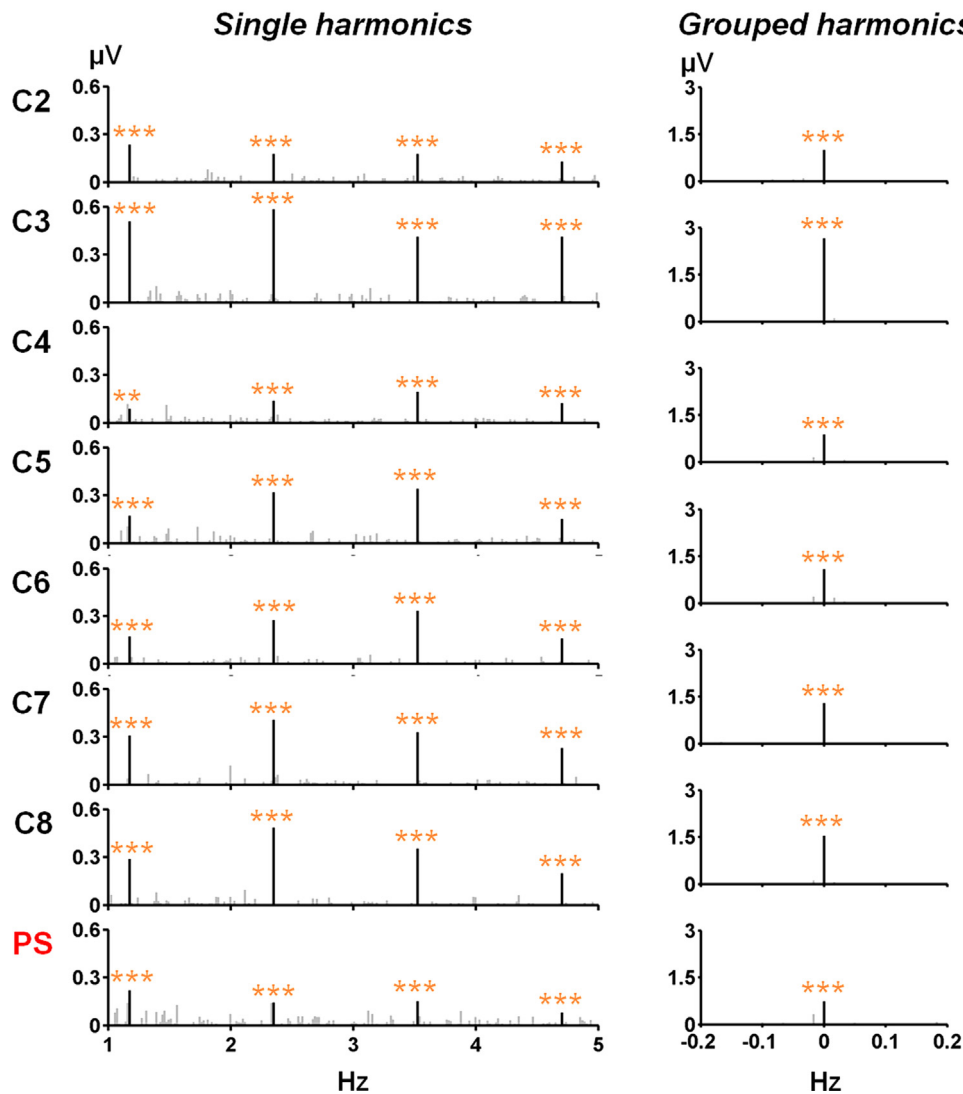 Single harmonics Grouped harmonics
µV µV
C2 0.6 0.3 0 *** *** *** *** 3 1.5 0 ***
C3 0.6 0.3 0 *** *** *** *** 3 1.5 0 ***
C4 0.6 0.3 0 ** *** *** *** 3 1.5 0 ***
C5 0.6 0.3 0 *** *** *** *** 3 1.5 0 ***
C6 0.6 0.3 0 *** *** *** *** 3 1.5 0 ***
C7 0.6 0.3 0 *** *** *** *** 3 1.5 0 ***
C8 0.6 0.3 0 *** *** *** *** 3 1.5 0 ***
PS 0.6 0.3 0 *** *** *** ***
1 2 3 4 5 -0.2 -0.1 0 0.1 0.2
Hz Hz